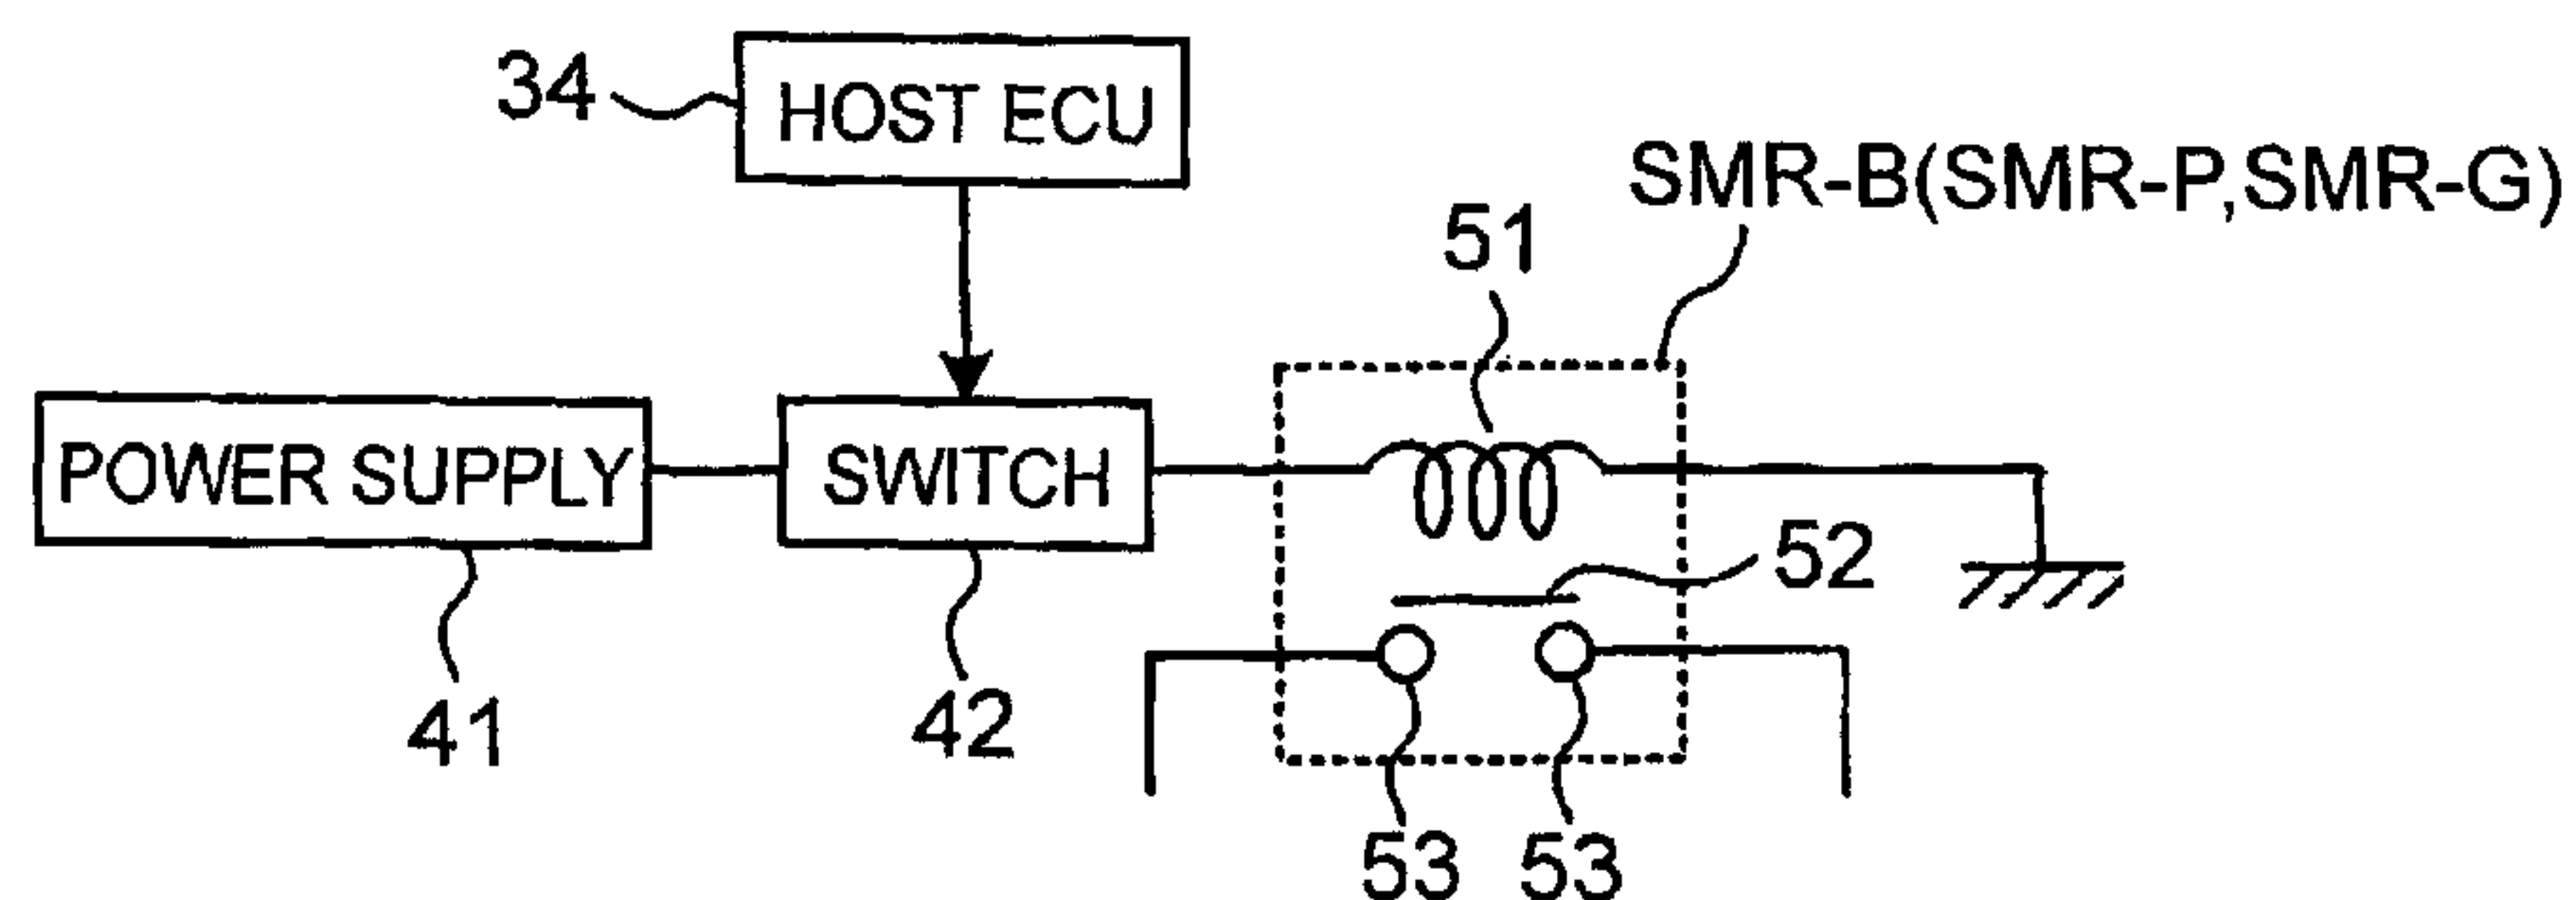 34
HOST ECU
SMR-B(SMR-P,SMR-G)
51
POWER SUPPLY
SWITCH
52
41
42
53
53